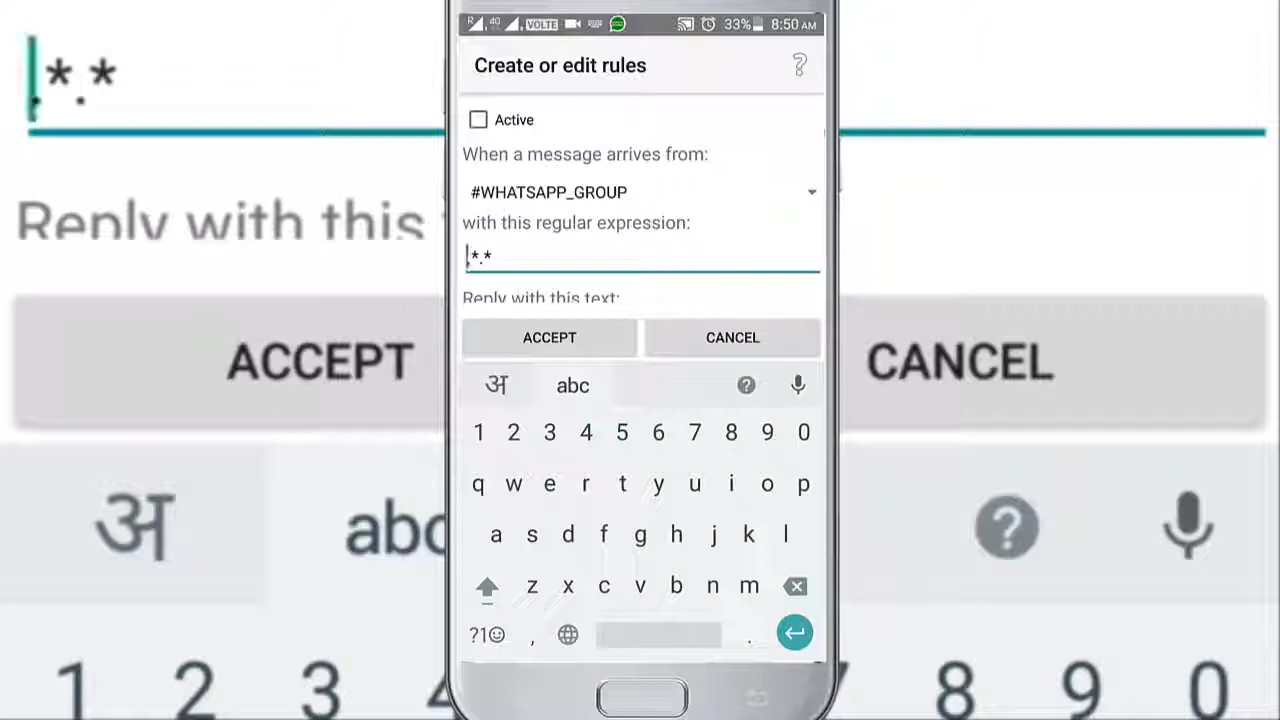 R 4G VOLTE 33% 8:50 AM
Create or edit rules
Active
When a message arrives from:
#WHATSAPP_GROUP
with this regular expression:
.*.*
Reply with this text:
ACCEPT CANCEL
अ abc
1 2 3 4 5 6 7 8 9 0
q w e r t y u i o p
a s d f g h j k l
z x c v b n m
?1☺ , .
.*.*
Reply with this
ACCEPT CANCEL
अ abc
1 2 3 8 9 0